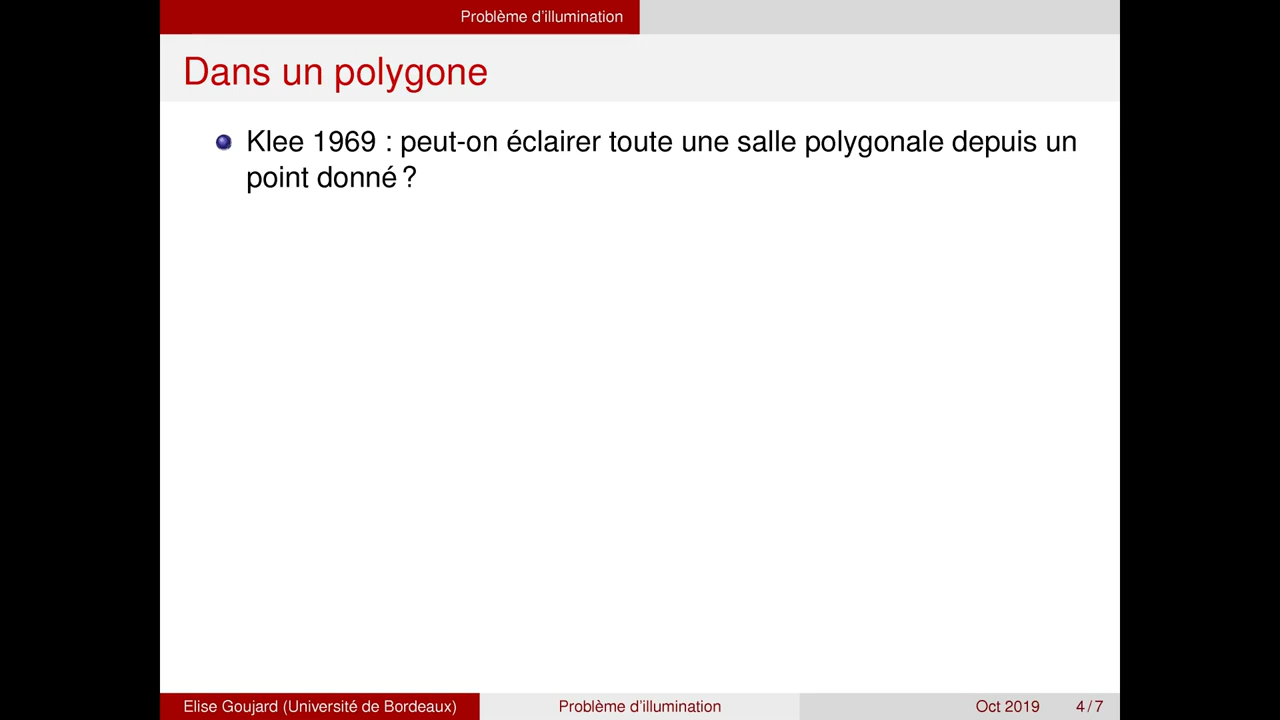 Problème d'illumination
Dans un polygone
Klee 1969 : peut-on éclairer toute une salle polygonale depuis un
point donné ?
Elise Goujard (Université de Bordeaux)
Problème d'illumination
Oct 2019
4 / 7